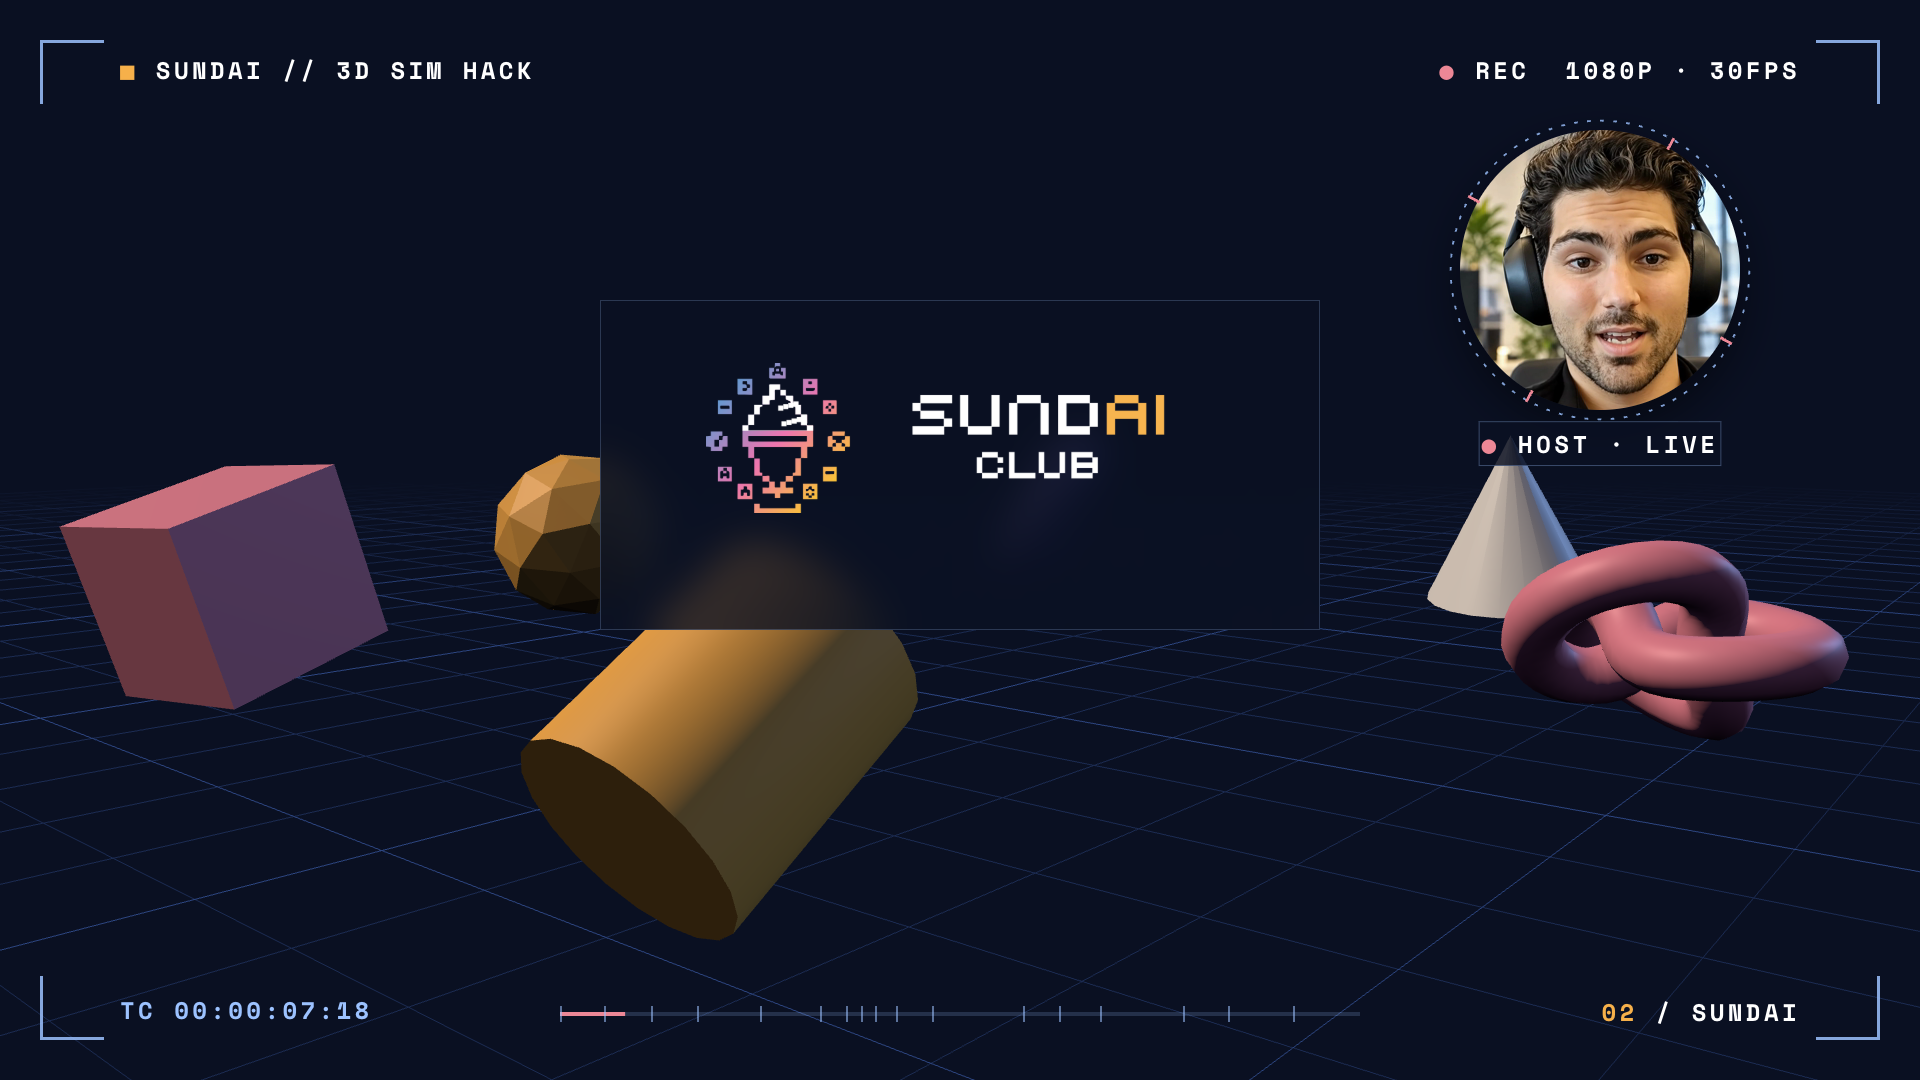 SUNDAI // 3D SIM HACK
REC 1080P · 30FPS
SUNDAI
CLUB
HOST · LIVE
TC 00:00:07:18
02 / SUNDAI